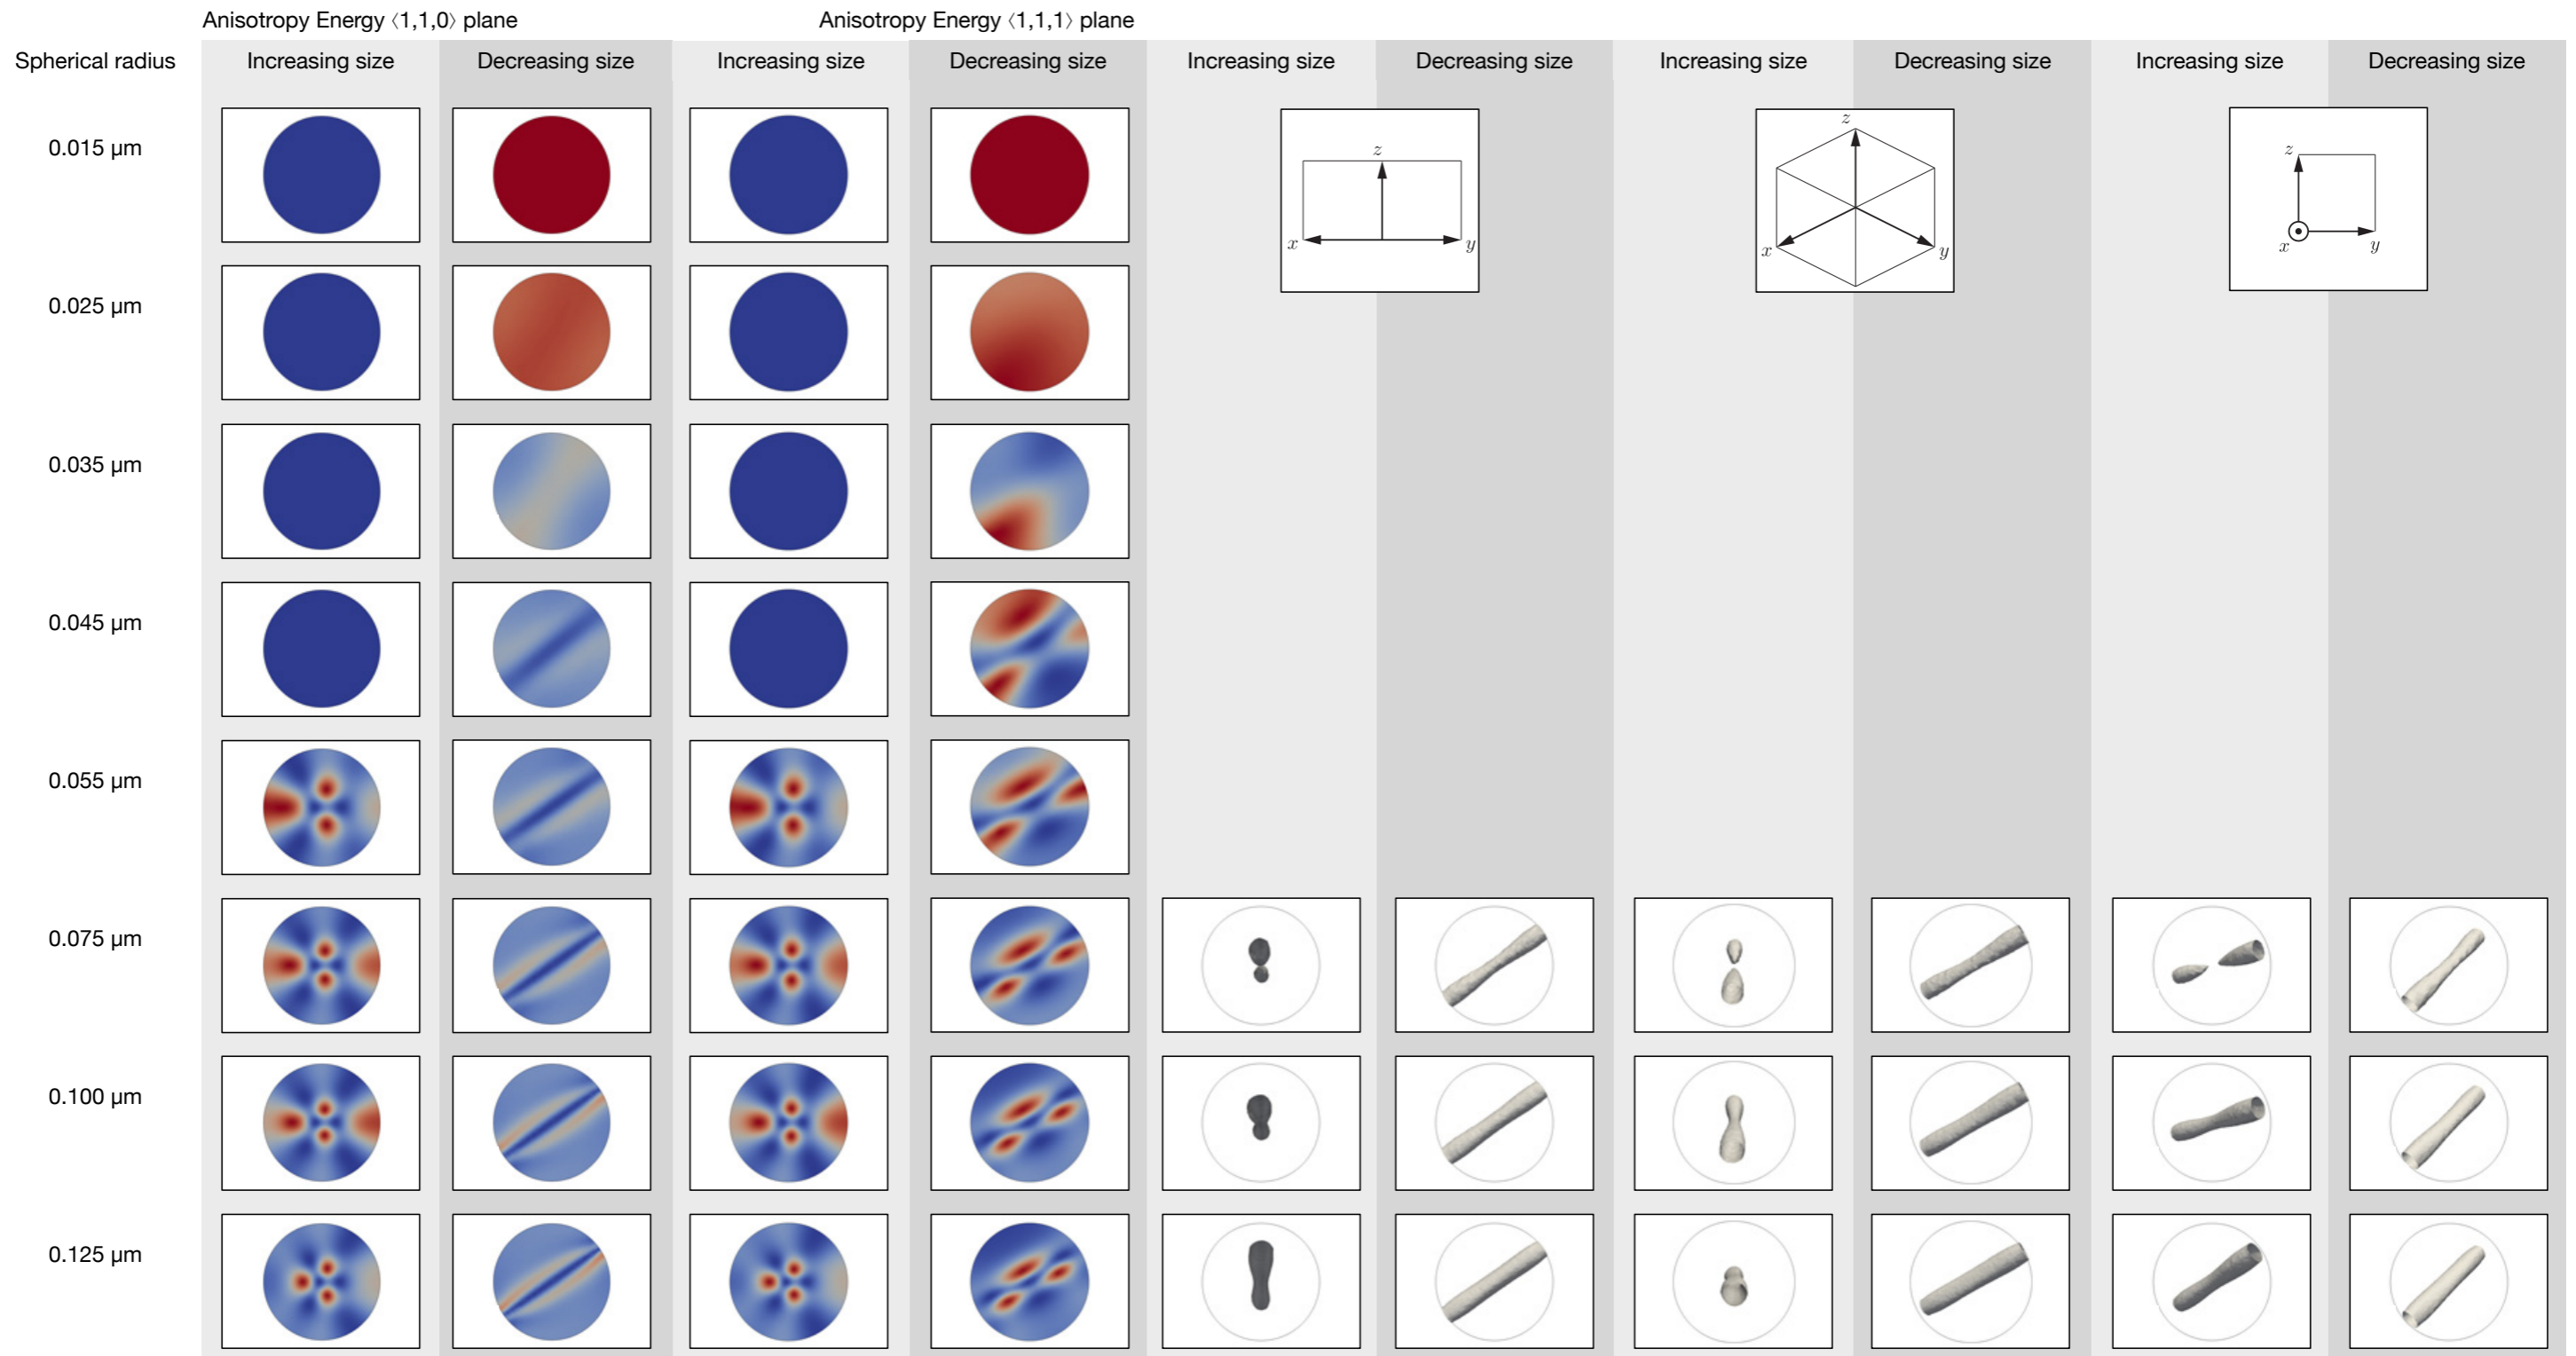 Anisotropy Energy ⟨1,1,0⟩ plane Anisotropy Energy ⟨1,1,1⟩ plane
Spherical radius Increasing size Decreasing size Increasing size Decreasing size Increasing size Decreasing size Increasing size Decreasing size Increasing size Decreasing size
0.015 µm
z
x y
z
x y
z
x y
0.025 µm
0.035 µm
0.045 µm
0.055 µm
0.075 µm
0.100 µm
0.125 µm